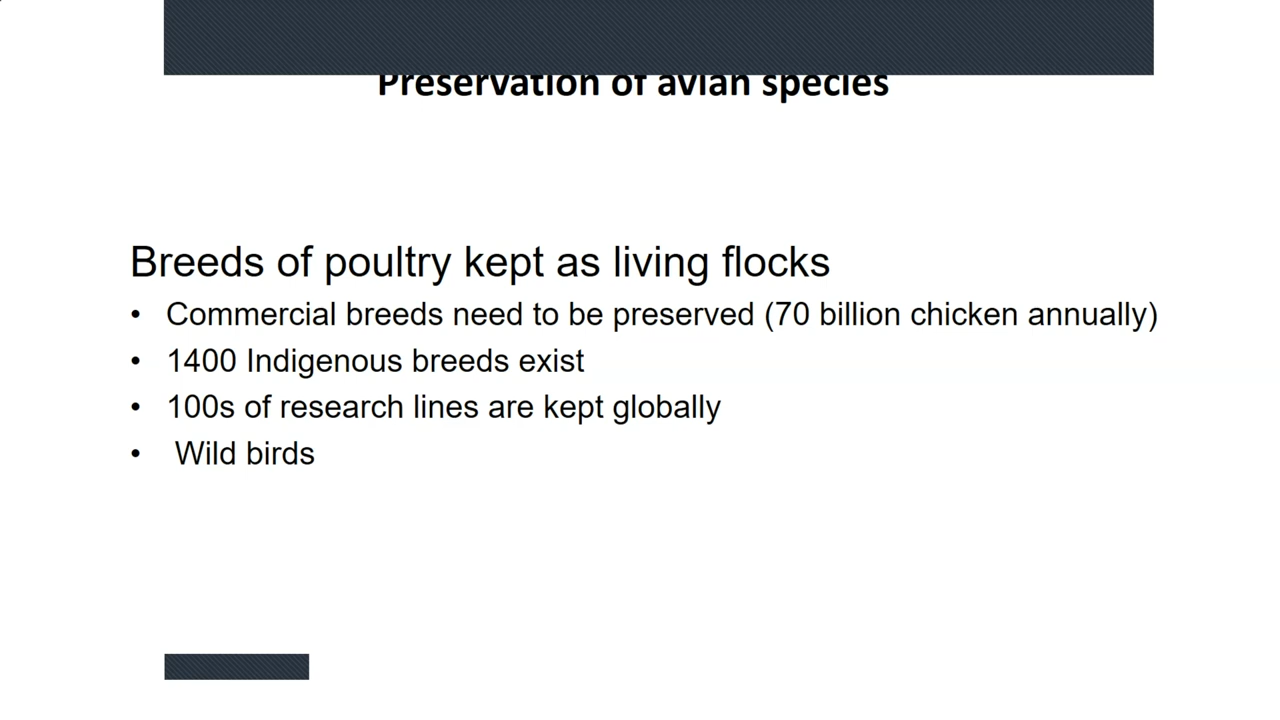 Preservation of avian species
Breeds of poultry kept as living flocks
• Commercial breeds need to be preserved (70 billion chicken annually)
• 1400 Indigenous breeds exist
• 100s of research lines are kept globally
• Wild birds